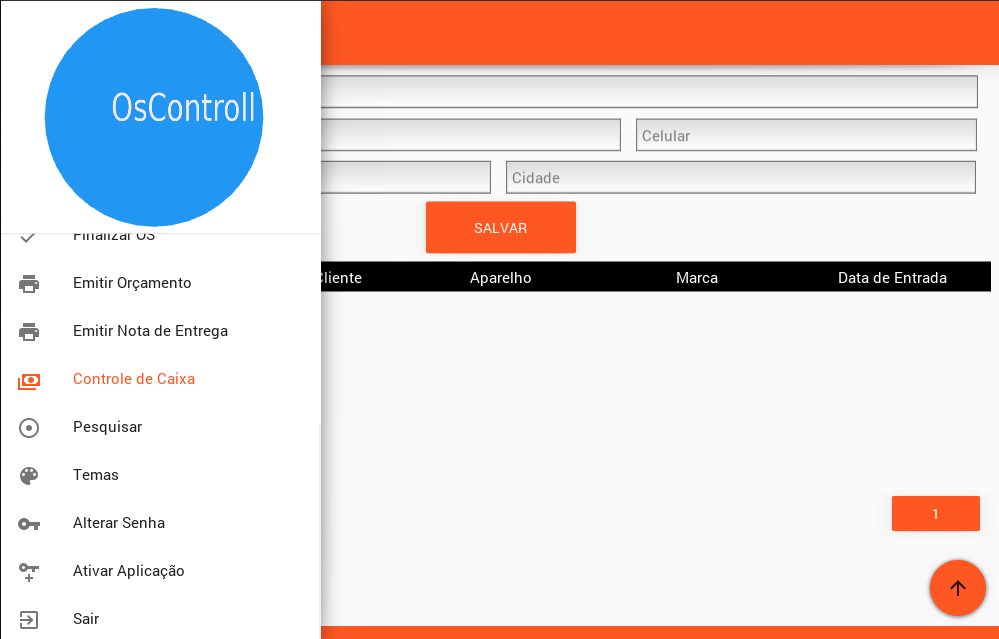 OsControll
Celular
Cidade
SALVAR
Cliente Aparelho Marca Data de Entrada
Finalizar OS
Emitir Orçamento
Emitir Nota de Entrega
Controle de Caixa
Pesquisar
Temas
Alterar Senha
1
Ativar Aplicação
Sair